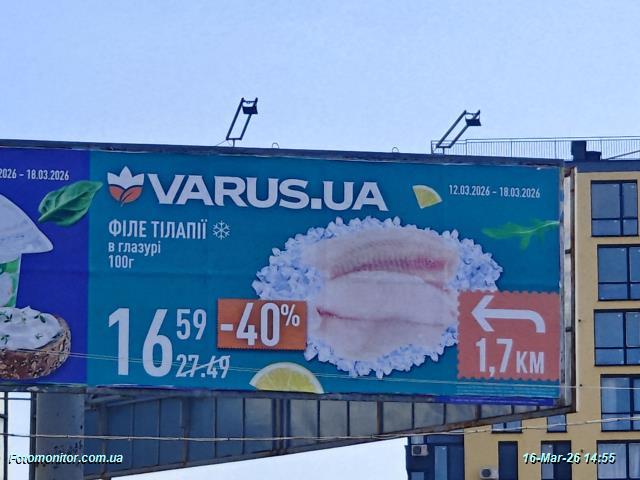 2026 - 18.03.2026
VARUS.UA
12.03.2026 - 18.03.2026
ФІЛЕ ТІЛАПІЇ
в глазурі
100г
16 59
27.49
-40%
1,7 км
Fotomonitor.com.ua
16-Mar-26 14:55